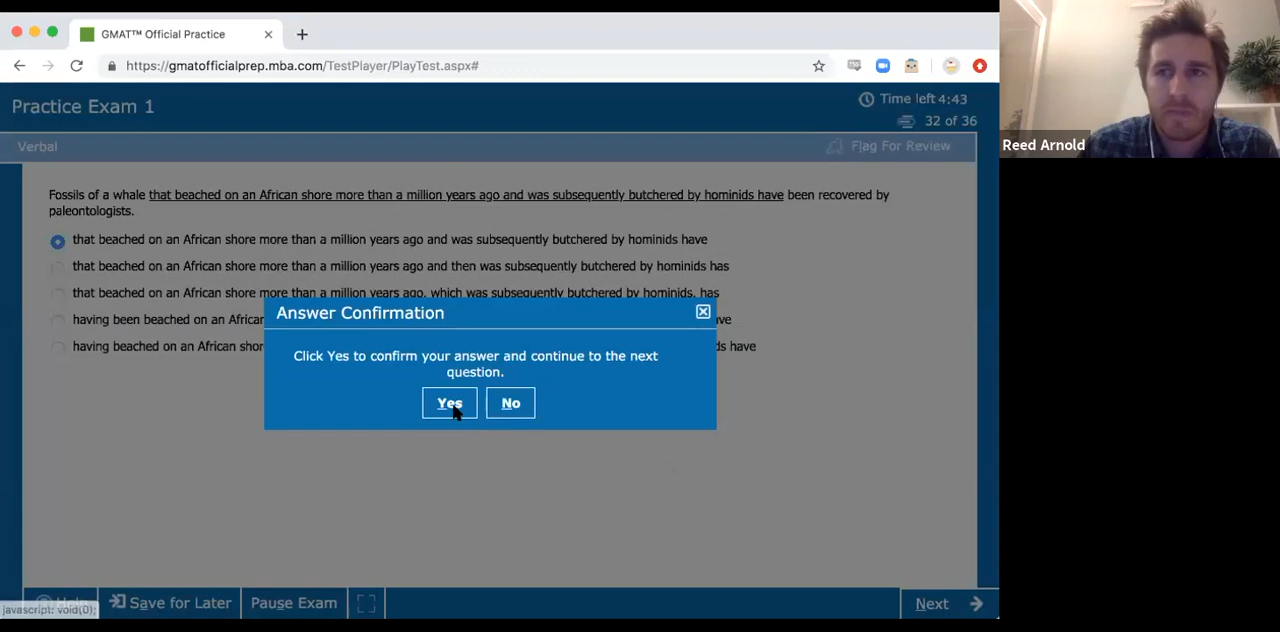 GMAT™ Official Practice
https://gmatofficialprep.mba.com/TestPlayer/PlayTest.aspx#
Practice Exam 1
Time left 4:43
32 of 36
Verbal
Flag For Review
Fossils of a whale that beached on an African shore more than a million years ago and was subsequently butchered by hominids have been recovered by
paleontologists.
that beached on an African shore more than a million years ago and was subsequently butchered by hominids have
that beached on an African shore more than a million years ago and then was subsequently butchered by hominids has
that beached on an African shore more than a million years ago, which was subsequently butchered by hominids, has
having been beached on an African
having beached on an African shor
ds have
Answer Confirmation
Click Yes to confirm your answer and continue to the next
question.
Yes
No
javascript: void(0);
Save for Later
Pause Exam
Next
Reed Arnold